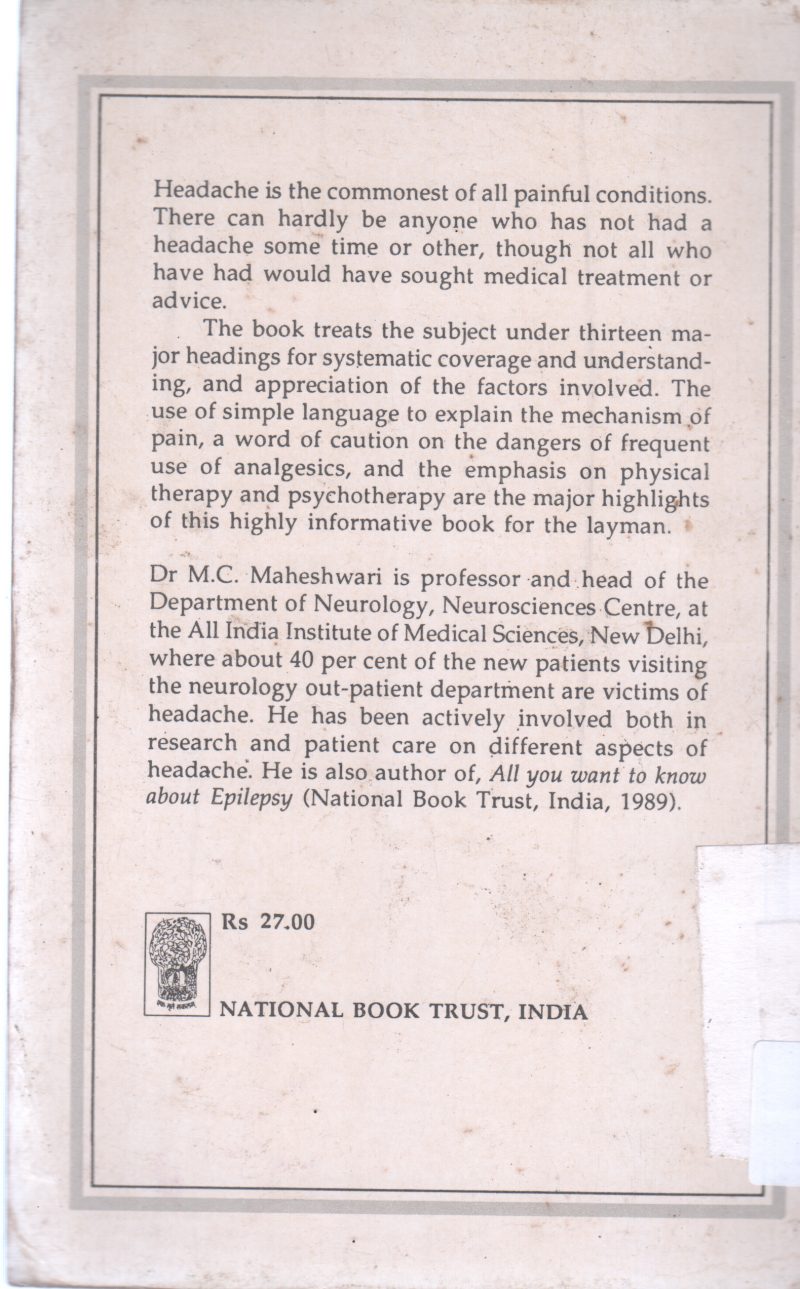 Headache is the commonest of all painful conditions.
There can hardly be anyone who has not had a
headache some time or other, though not all who
have had would have sought medical treatment or
advice.
The book treats the subject under thirteen ma-
jor headings for systematic coverage and understand-
ing, and appreciation of the factors involved. The
use of simple language to explain the mechanism of
pain, a word of caution on the dangers of frequent
use of analgesics, and the emphasis on physical
therapy and psychotherapy are the major highlights
of this highly informative book for the layman.
Dr M.C. Maheshwari is professor and head of the
Department of Neurology, Neurosciences Centre, at
the All India Institute of Medical Sciences, New Delhi,
where about 40 per cent of the new patients visiting
the neurology out-patient department are victims of
headache. He has been actively involved both in
research and patient care on different aspects of
headache. He is also author of, All you want to know
about Epilepsy (National Book Trust, India, 1989).
Rs 27.00
NATIONAL BOOK TRUST, INDIA